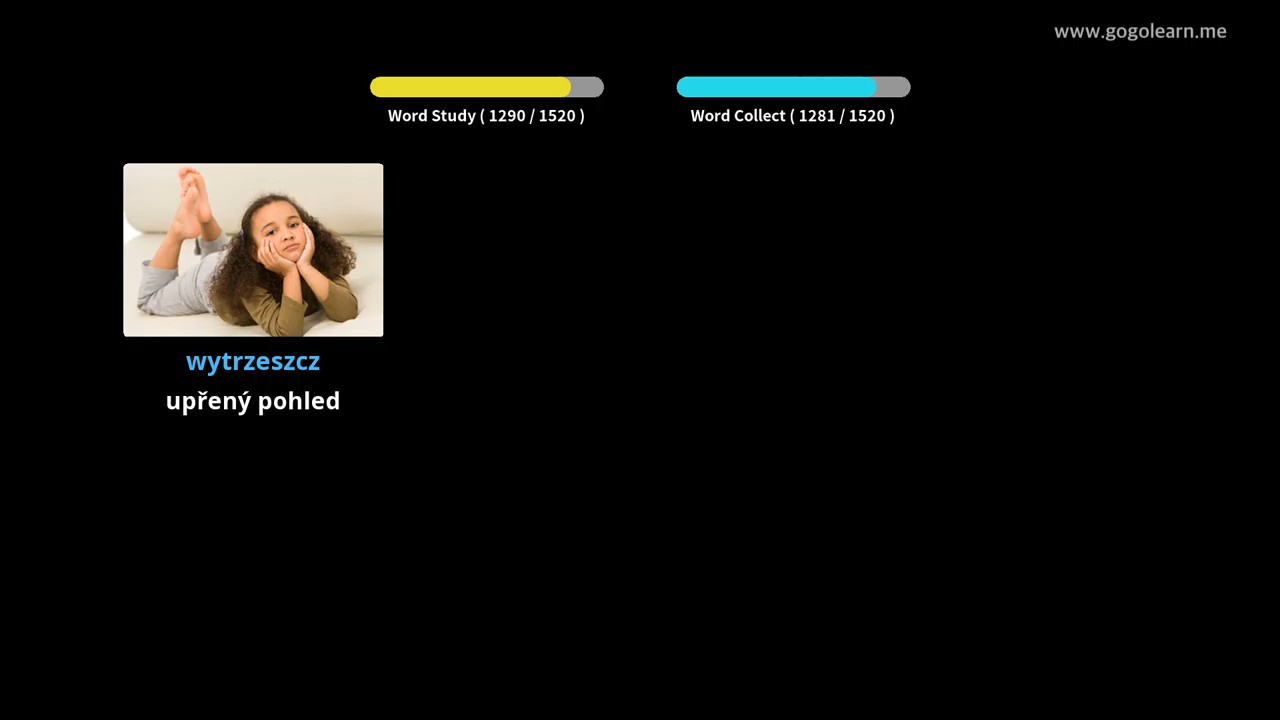 www.gogolearn.me
Word Study ( 1290 / 1520 )
Word Collect ( 1281 / 1520 )
wytrzeszcz
upřený pohled